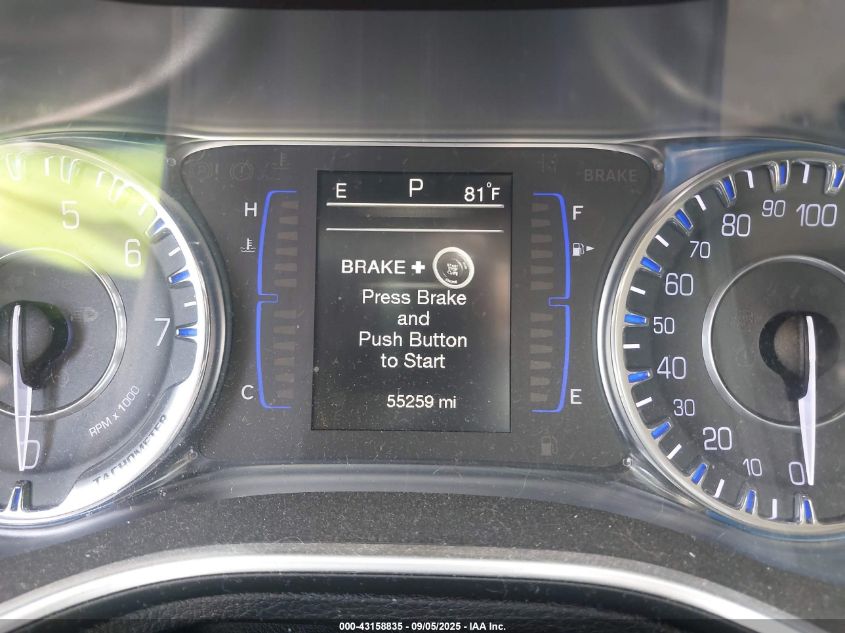 E P 81°F
BRAKE
H
F
BRAKE +
Press Brake
and
Push Button
to Start
55259 mi
C
E
5
6
7
0
RPM x 1000
TACHOMETER
0
10
20
30
40
50
60
70
80
90
100
000-43158835 - 09/05/2025 - IAA Inc.